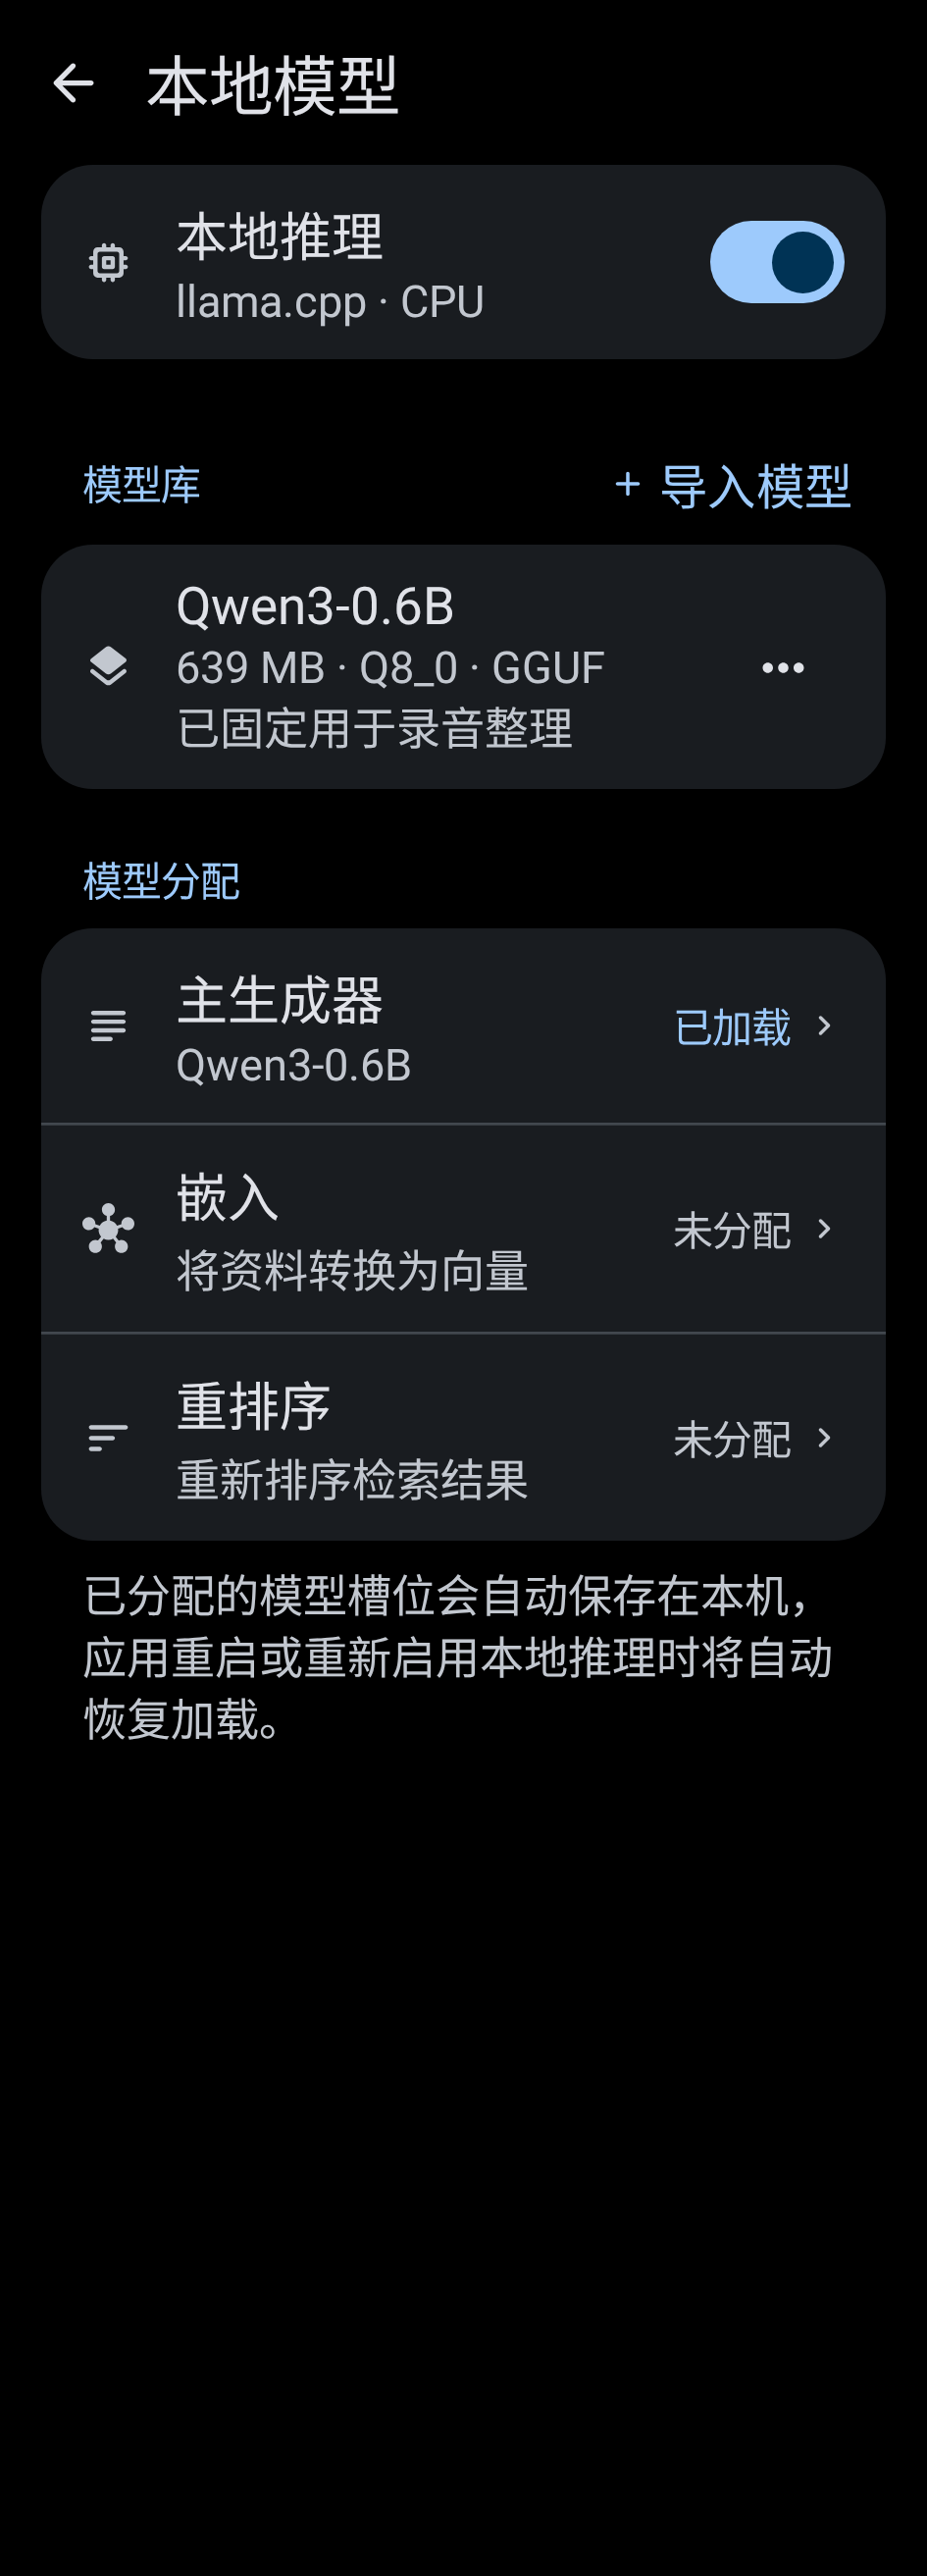 本地模型
本地推理
llama.cpp · CPU
模型库
+ 导入模型
Qwen3-0.6B
639 MB · Q8_0 · GGUF
已固定用于录音整理
模型分配
主生成器
Qwen3-0.6B
已加载
嵌入
将资料转换为向量
未分配
重排序
重新排序检索结果
未分配
已分配的模型槽位会自动保存在本机，
应用重启或重新启用本地推理时将自动
恢复加载。